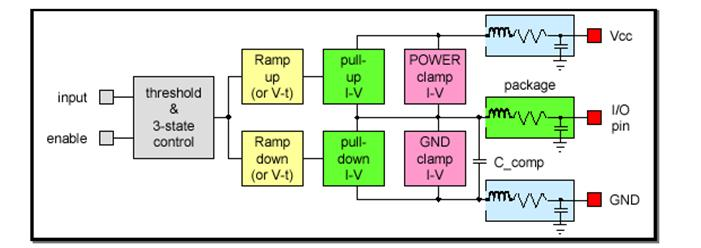 Vcc
Ramp
up
(or V-t)
pull-
up
I-V
POWER
clamp
I-V
package
input
enable
threshold
&
3-state
control
I/O
pin
Ramp
down
(or V-t)
pull-
down
I-V
GND
clamp
I-V
C_comp
GND